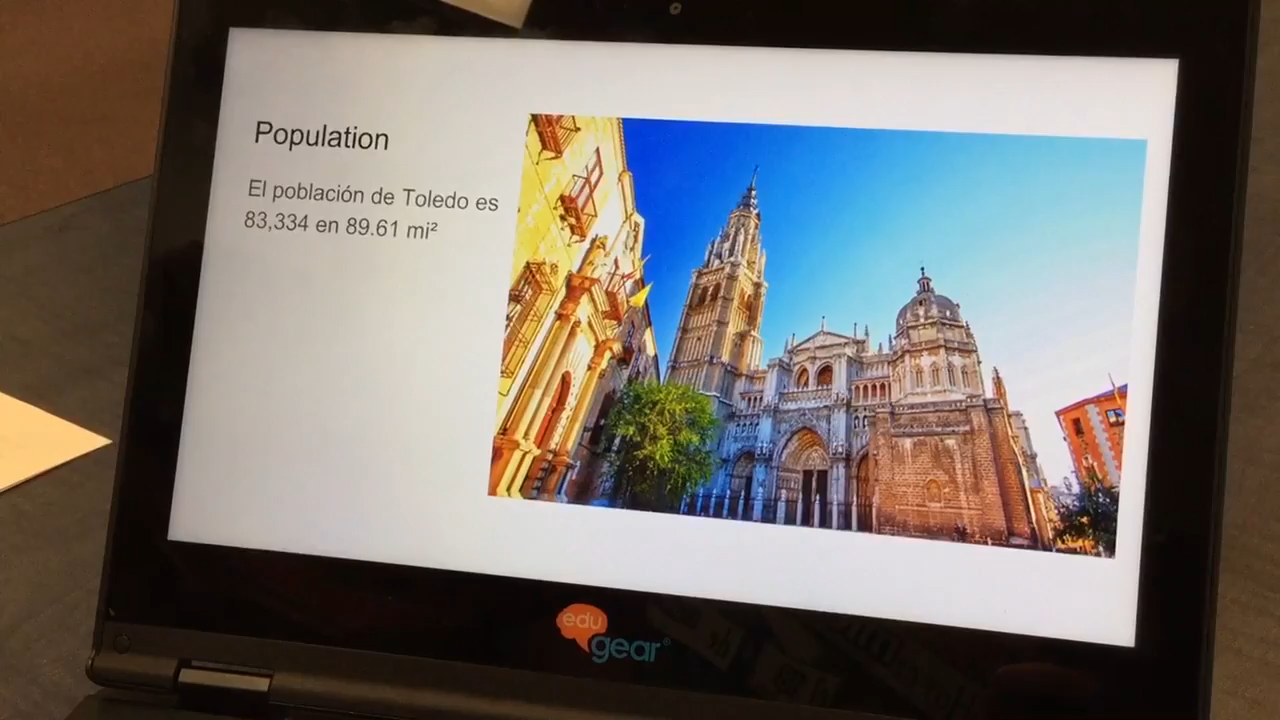 Population
El población de Toledo es
83,334 en 89.61 mi²
edu
gear®